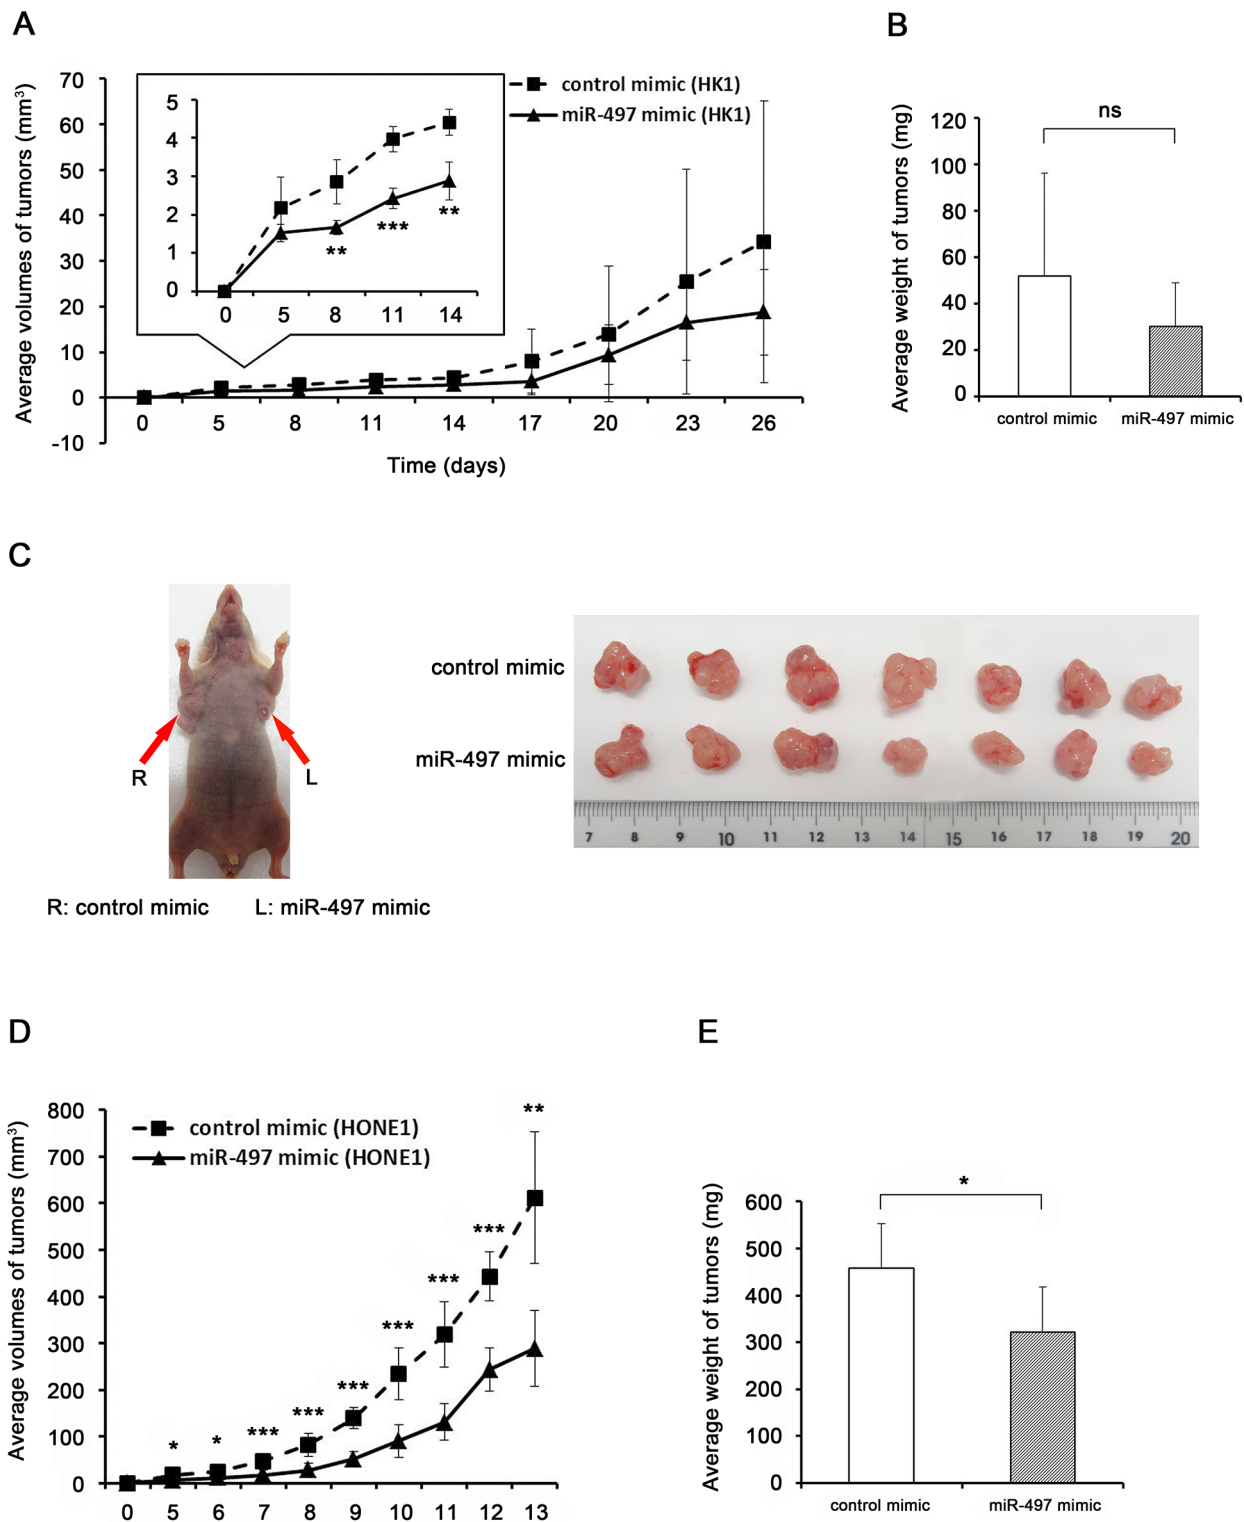 A
B
70
60
50
40
30
20
10
0
-10
Average volumes of tumors (mm³)
5
4
3
2
1
0
0 5 8 11 14
** *** **
control mimic (HK1)
miR-497 mimic (HK1)
0 5 8 11 14 17 20 23 26
Time (days)
Average weight of tumors (mg)
120
100
80
60
40
20
0
ns
control mimic miR-497 mimic
C
R L
R: control mimic L: miR-497 mimic
control mimic
miR-497 mimic
7 8 9 10 11 12 13 14 15 16 17 18 19 20
D
E
Average volumes of tumors (mm³)
800
700
600
500
400
300
200
100
0
control mimic (HONE1)
miR-497 mimic (HONE1)
* * *** *** *** *** *** *** **
0 5 6 7 8 9 10 11 12 13
Average weight of tumors (mg)
600
500
400
300
200
100
0
*
control mimic miR-497 mimic